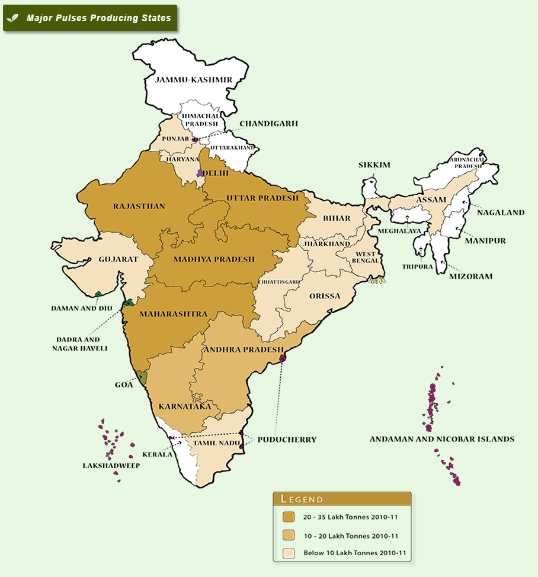 Major Pulses Producing States
JAMMU-KASHMIR
HIMACHAL
PRADESH
CHANDIGARH
PUNJAB
UTTARAKHAND
HARYANA
DELHI
SIKKIM
ARUNACHAL
PRADESH
RAJASTHAN
UTTAR PRADESH
ASSAM
NAGALAND
BIHAR
MEGHALAYA
MANIPUR
GUJARAT
MADHYA PRADESH
JHARKHAND
WEST
BENGAL
TRIPURA
MIZORAM
CHHATTISGARH
ORISSA
DAMAN AND DIU
MAHARASHTRA
DADRA AND
NAGAR HAVELI
ANDHRA PRADESH
GOA
KARNATAKA
PUDUCHERRY
ANDAMAN AND NICOBAR ISLANDS
TAMIL NADU
KERALA
LAKSHADWEEP
LEGEND
20 - 35 Lakh Tonnes 2010-11
10 - 20 Lakh Tonnes 2010-11
Below 10 Lakh Tonnes 2010-11